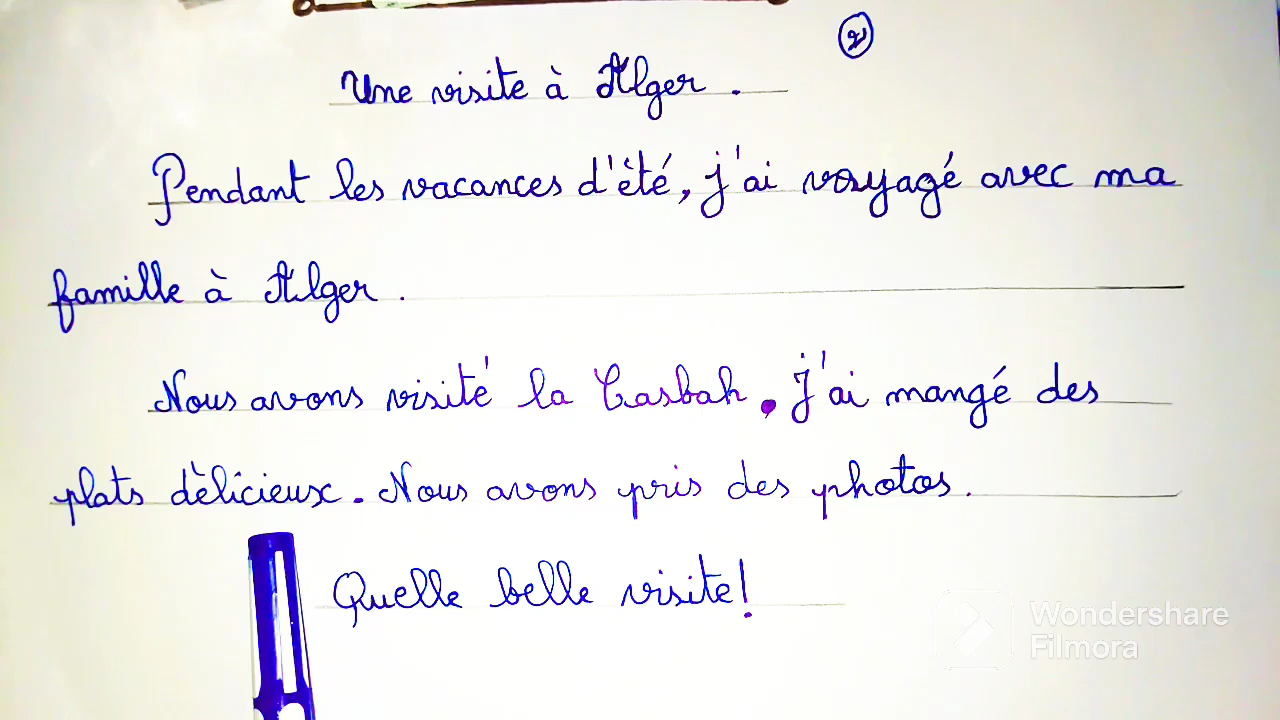 ②
Une visite à Alger.
Pendant les vacances d'été, j'ai voyagé avec ma
famille à Alger.
Nous avons visité la Casbah. J'ai mangé des
plats dèlicieux. Nous avons pris des photos.
Quelle belle visite!
Wondershare
Filmora